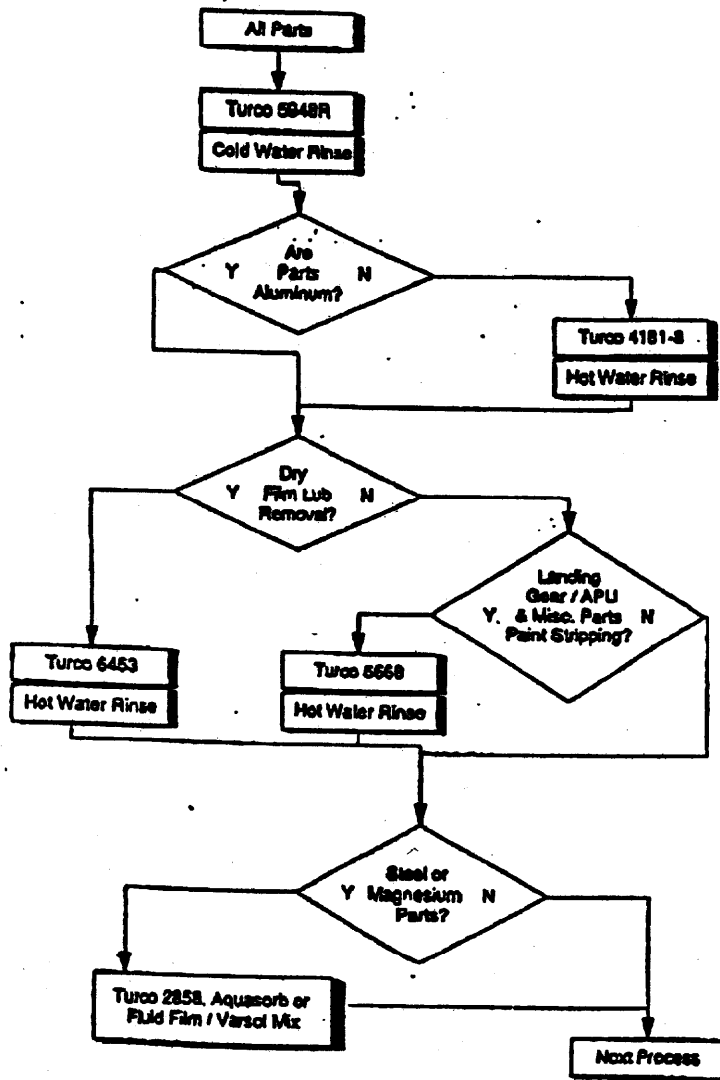 All Parts
Turco 5948R
Cold Water Rinse
Are
Y Parts N
Aluminum?
Turco 4181-8
Hot Water Rinse
Dry
Y Film Lub N
Removal?
Landing
Gear / APU
Y. & Misc. Parts N
Paint Stripping?
Turco 6453
Hot Water Rinse
Turco 5668
Hot Water Rinse
Steel or
Y Magnesium N
Parts?
Turco 2858, Aquasorb or
Fluid Film / Varsol Mix
Next Process